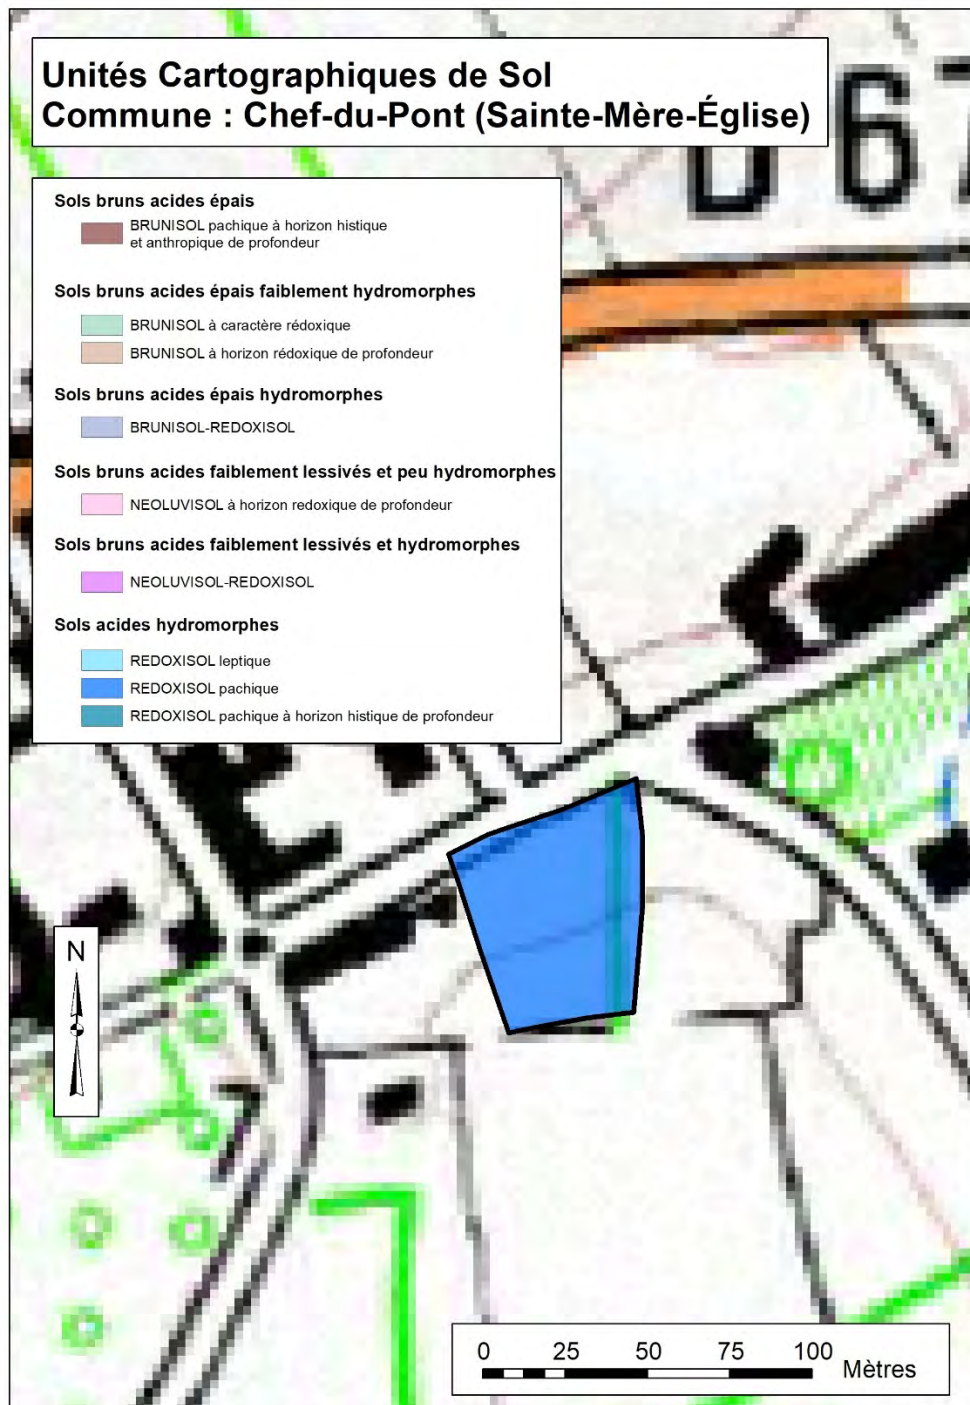 Unités Cartographiques de Sol
Commune : Chef-du-Pont (Sainte-Mère-Église)
Sols bruns acides épais
BRUNISOL pachique à horizon histique
et anthropique de profondeur
Sols bruns acides épais faiblement hydromorphes
BRUNISOL à caractère rédoxique
BRUNISOL à horizon rédoxique de profondeur
Sols bruns acides épais hydromorphes
BRUNISOL-REDOXISOL
Sols bruns acides faiblement lessivés et peu hydromorphes
NEOLUVISOL à horizon redoxique de profondeur
Sols bruns acides faiblement lessivés et hydromorphes
NEOLUVISOL-REDOXISOL
Sols acides hydromorphes
REDOXISOL leptique
REDOXISOL pachique
REDOXISOL pachique à horizon histique de profondeur
D 67
N
0 25 50 75 100 Mètres